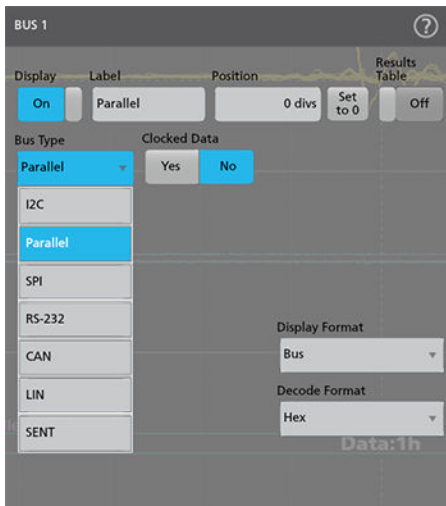 BUS 1
?
Display Label Position Results Table
On Parallel 0 divs Set to 0 Off
Bus Type Clocked Data
Parallel Yes No
I2C
Parallel
SPI
RS-232
CAN
LIN
SENT
Display Format
Bus
Decode Format
Hex
Data:1h